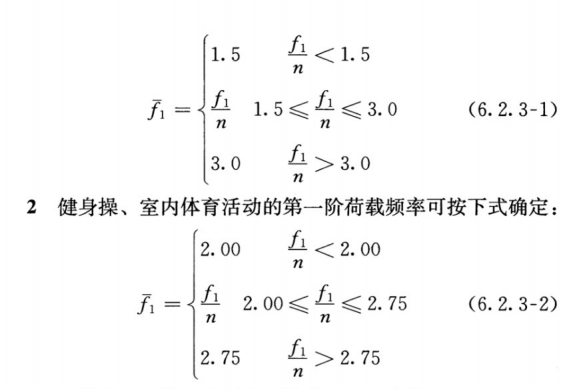 1.5 f₁/n < 1.5
f̄₁ = { f₁/n 1.5 ⩽ f₁/n ⩽ 3.0 (6.2.3-1)
3.0 f₁/n > 3.0
2 健身操、室内体育活动的第一阶荷载频率可按下式确定：
2.00 f₁/n < 2.00
f̄₁ = { f₁/n 2.00 ⩽ f₁/n ⩽ 2.75 (6.2.3-2)
2.75 f₁/n > 2.75